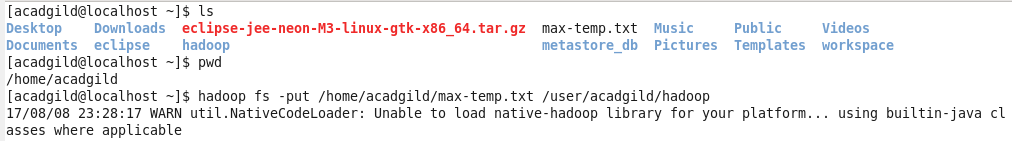 [acadgild@localhost ~]$ ls
Desktop    Downloads  eclipse-jee-neon-M3-linux-gtk-x86_64.tar.gz  max-temp.txt  Music     Public     Videos
Documents  eclipse    hadoop                                       metastore_db  Pictures  Templates  workspace
[acadgild@localhost ~]$ pwd
/home/acadgild
[acadgild@localhost ~]$ hadoop fs -put /home/acadgild/max-temp.txt /user/acadgild/hadoop
17/08/08 23:28:17 WARN util.NativeCodeLoader: Unable to load native-hadoop library for your platform... using builtin-java cl
asses where applicable